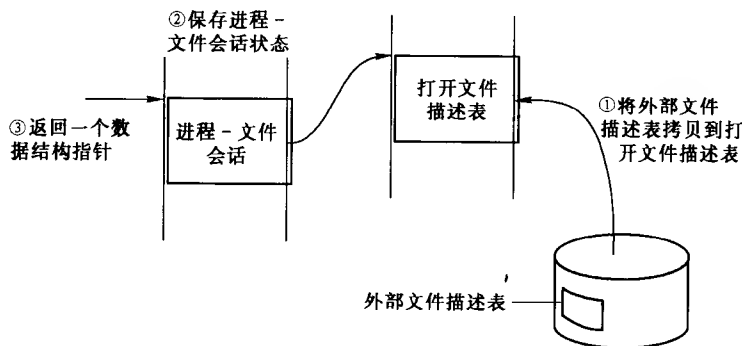 ②保存进程－
文件会话状态
③返回一个数
据结构指针
进程－文件
会话
打开文件
描述表
①将外部文件
描述表拷贝到打
开文件描述表
外部文件描述表